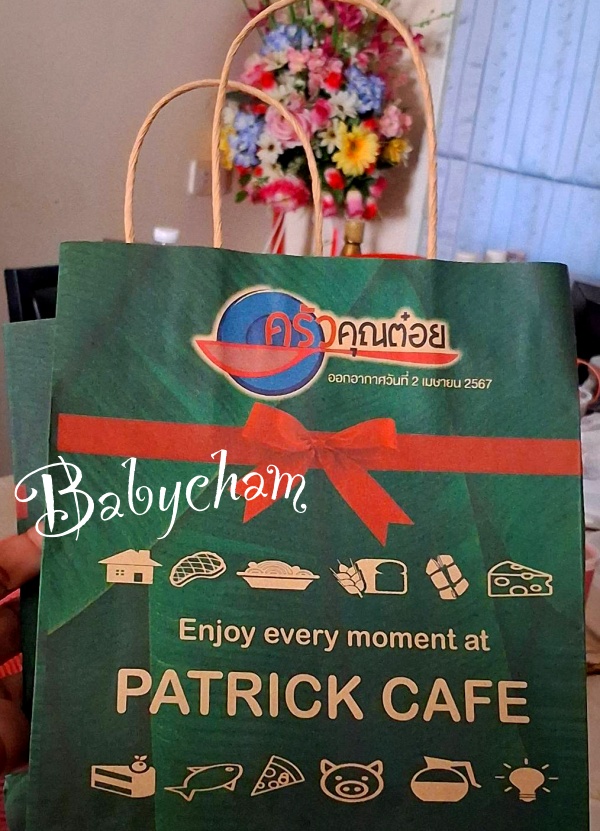 ครัวคุณต๋อย
ออกอากาศวันที่ 2 เมษายน 2567
Babycham
Enjoy every moment at
PATRICK CAFE